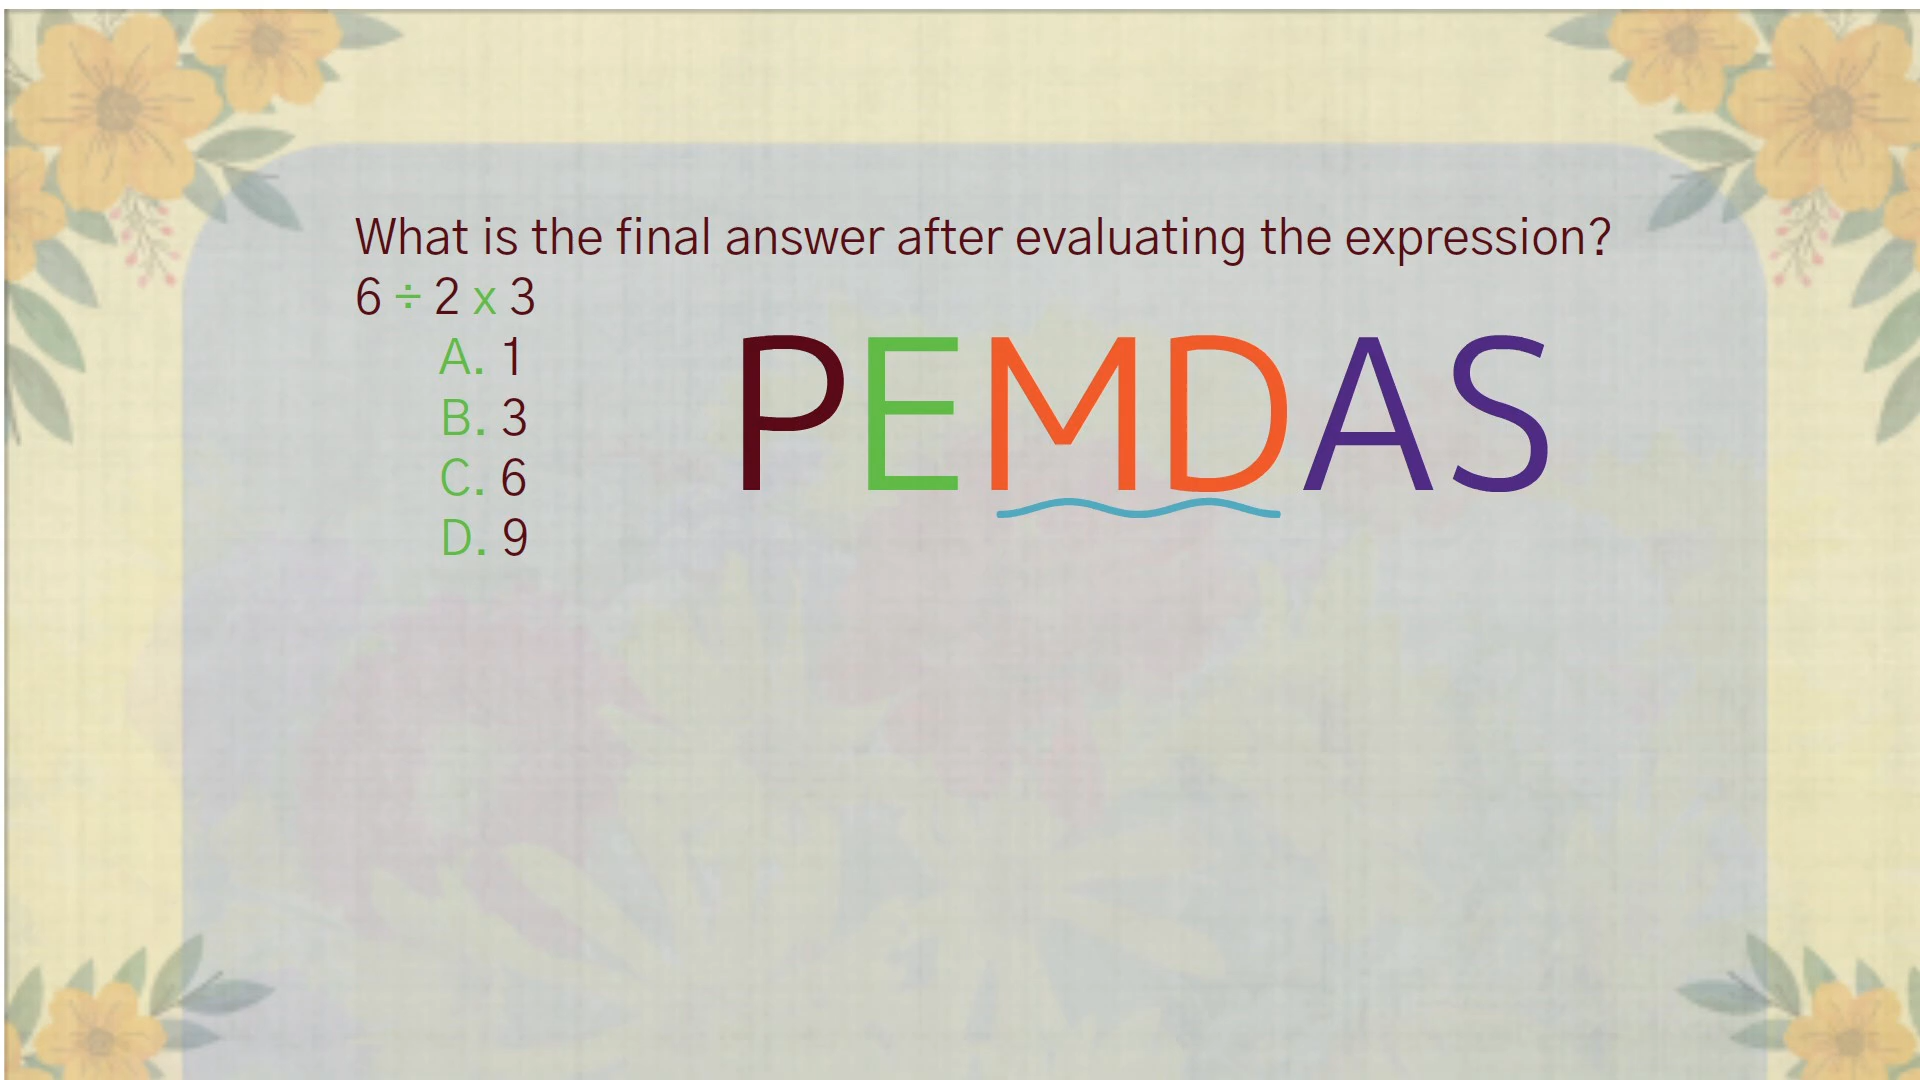 What is the final answer after evaluating the expression?
6 ÷ 2 x 3
A. 1
B. 3
C. 6
D. 9
PEMDAS